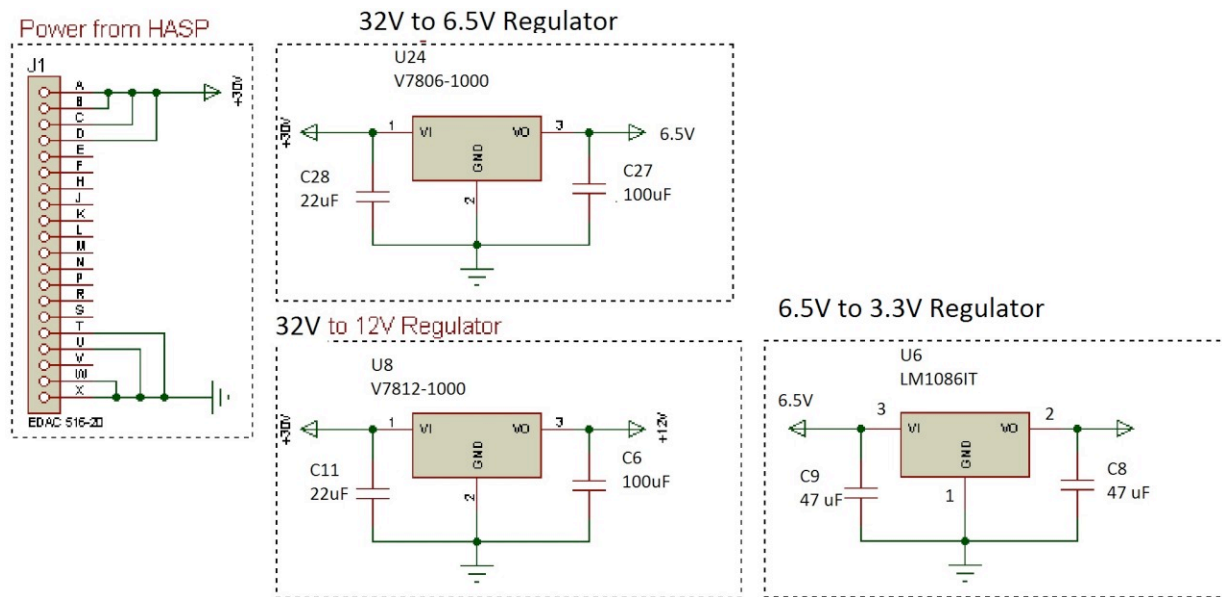 Power from HASP
J1
A
B
C
D
E
F
H
J
K
L
M
N
P
R
S
T
U
V
W
X
+30V
EDAC 516-20
32V to 6.5V Regulator
U24
V7806-1000
+30V
1
VI
VO
3
6.5V
GND
2
C28
22uF
C27
100uF
32V to 12V Regulator
U8
V7812-1000
+30V
1
VI
VO
3
+12V
GND
2
C11
22uF
C6
100uF
6.5V to 3.3V Regulator
U6
LM1086IT
6.5V
3
VI
VO
2
GND
1
C9
47 uF
C8
47 uF